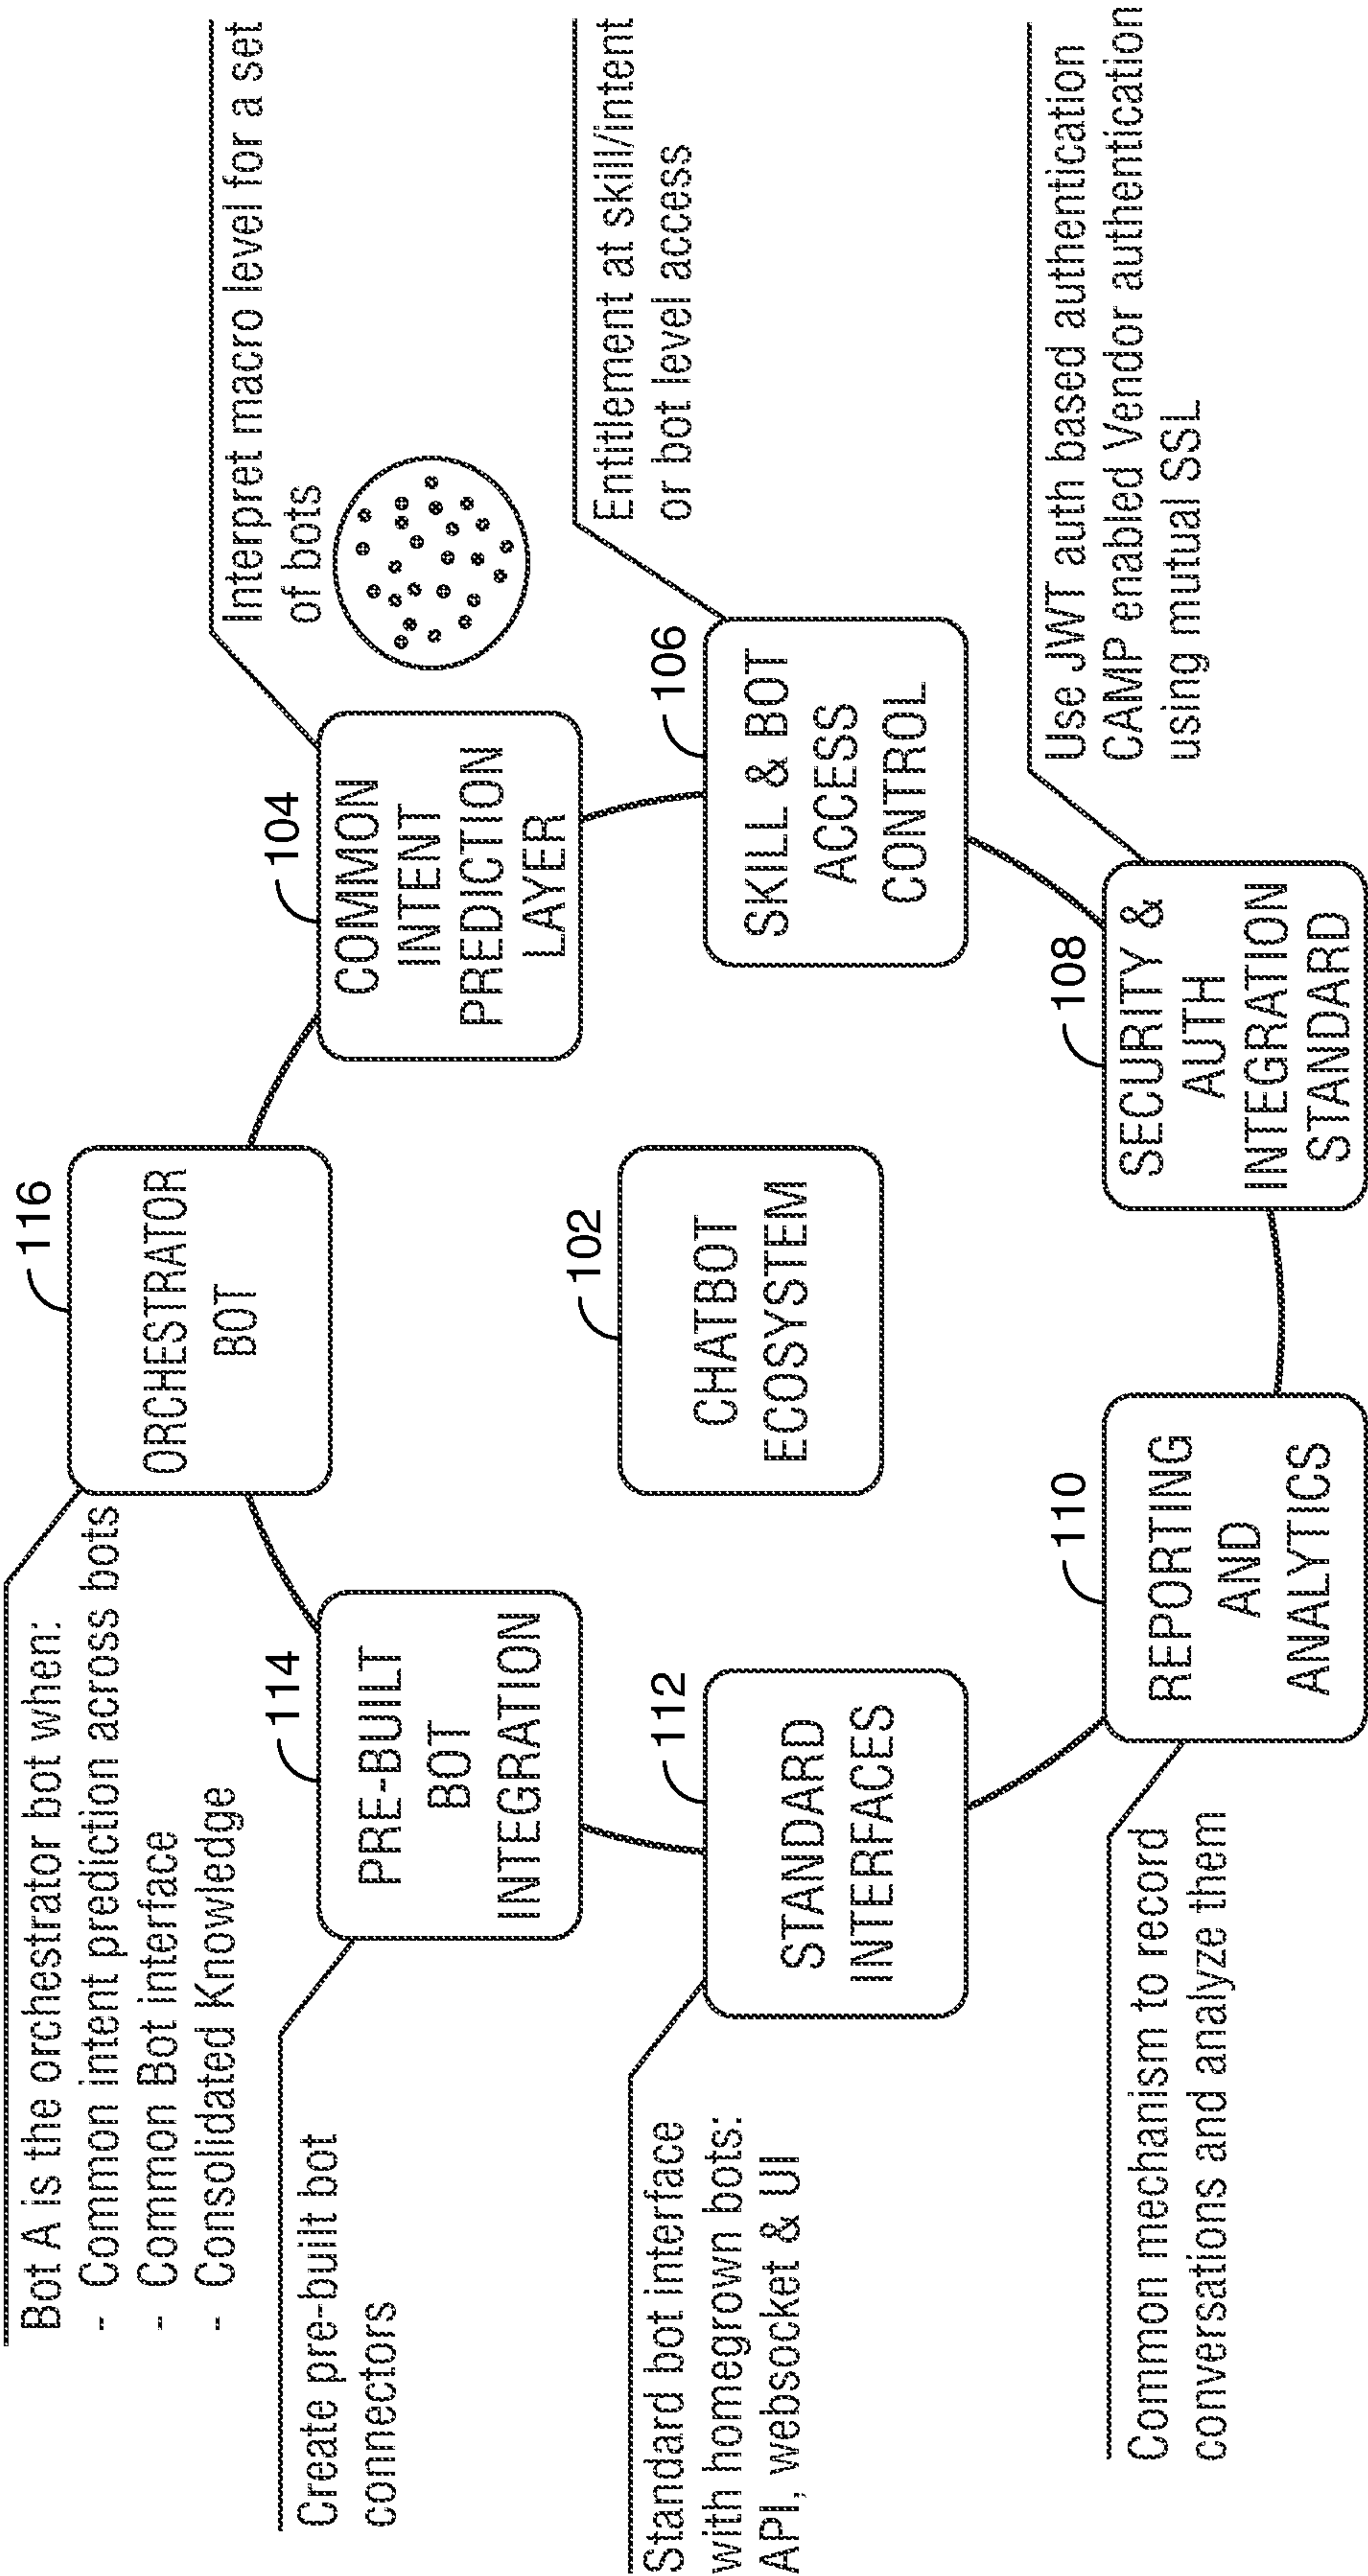 Bot A is the orchestrator bot when:
- Common intent prediction across bots
- Common Bot interface
- Consolidated Knowledge
116
ORCHESTRATOR
BOT
104
COMMON
INTENT
PREDICTION
LAYER
Interpret macro level for a set
of bots
106
SKILL & BOT
ACCESS
CONTROL
Entitlement at skill/intent
or bot level access
108
SECURITY &
AUTH
INTEGRATION
STANDARD
Use JWT auth based authentication
CAMP enabled Vendor authentication
using mutual SSL
102
CHATBOT
ECOSYSTEM
114
PRE-BUILT
BOT
INTEGRATION
Create pre-built bot
connectors
112
STANDARD
INTERFACES
Standard bot interface
with homegrown bots:
API, websocket & UI
110
REPORTING
AND
ANALYTICS
Common mechanism to record
conversations and analyze them